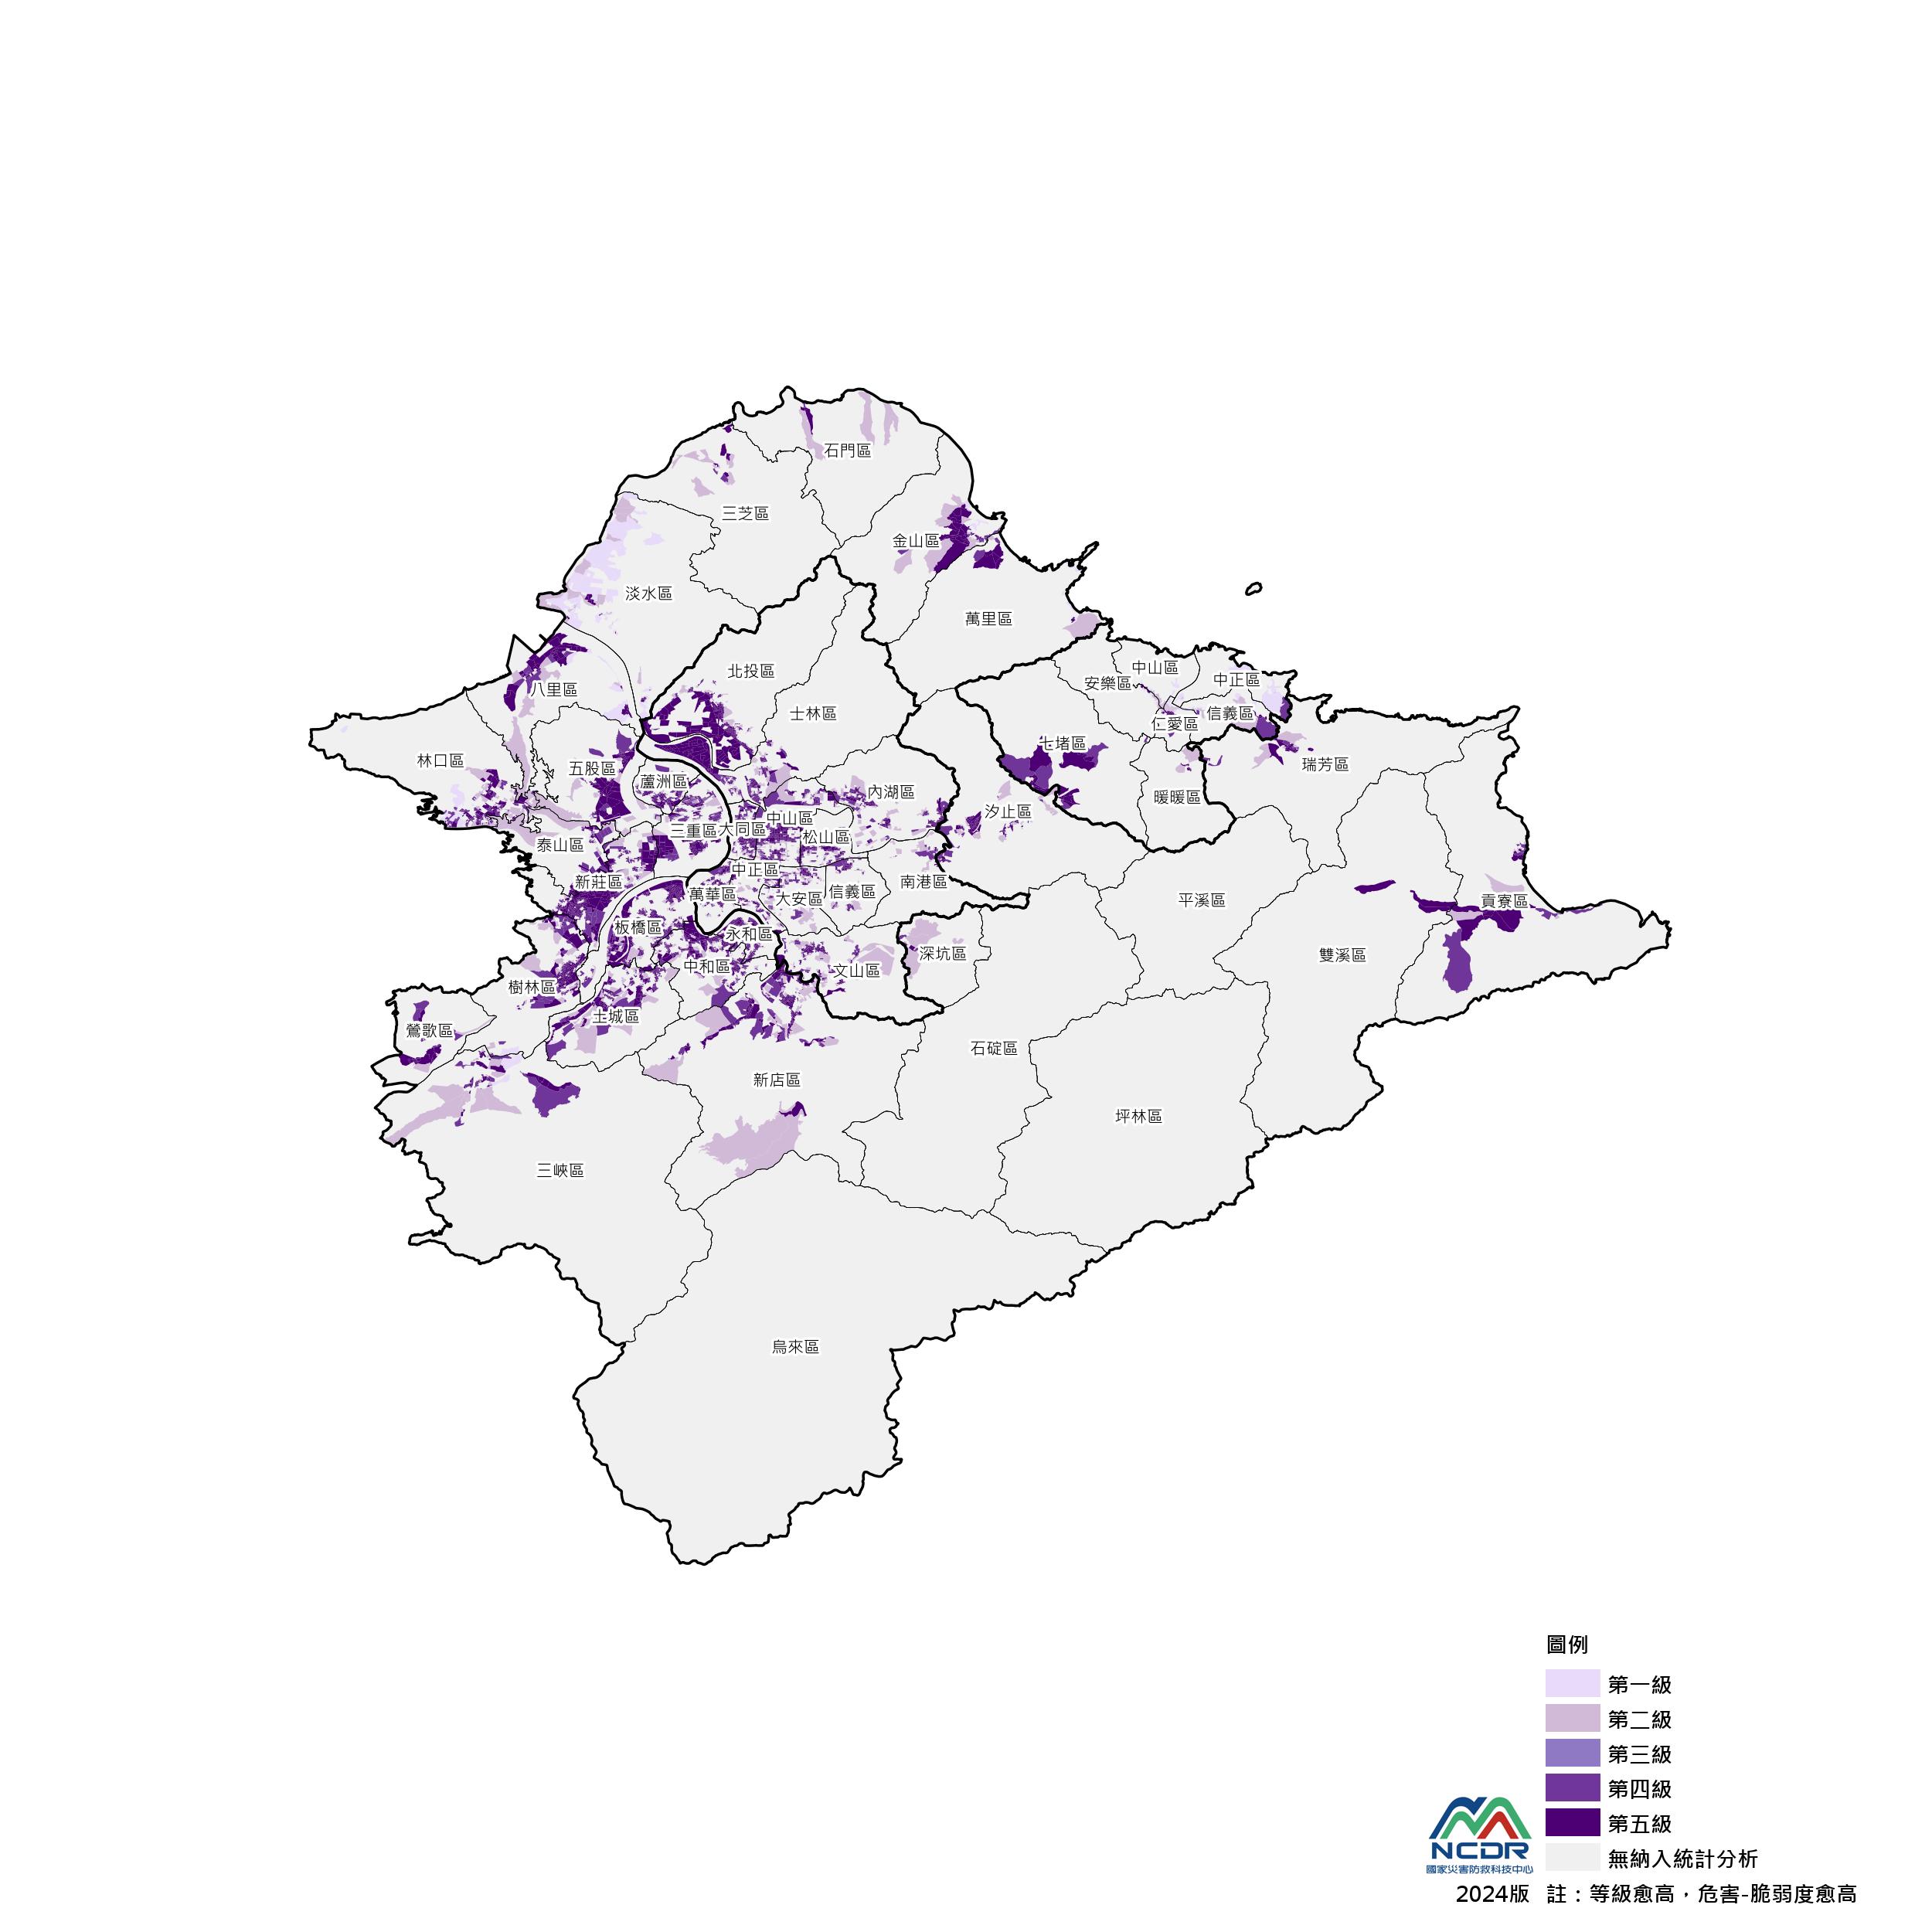 石門區
三芝區
金山區
淡水區
萬里區
北投區
中山區
中正區
安樂區
八里區
士林區
信義區
仁愛區
七堵區
林口區
五股區
瑞芳區
蘆洲區
內湖區
暖暖區
汐止區
中山區
三重區
大同區
松山區
泰山區
中正區
新莊區
南港區
萬華區
信義區
大安區
平溪區
貢寮區
板橋區
永和區
深坑區
雙溪區
中和區
文山區
樹林區
土城區
鶯歌區
石碇區
新店區
坪林區
三峽區
烏來區
圖例
第一級
第二級
第三級
第四級
第五級
無納入統計分析
NCDR
國家災害防救科技中心
2024版 註：等級愈高，危害-脆弱度愈高